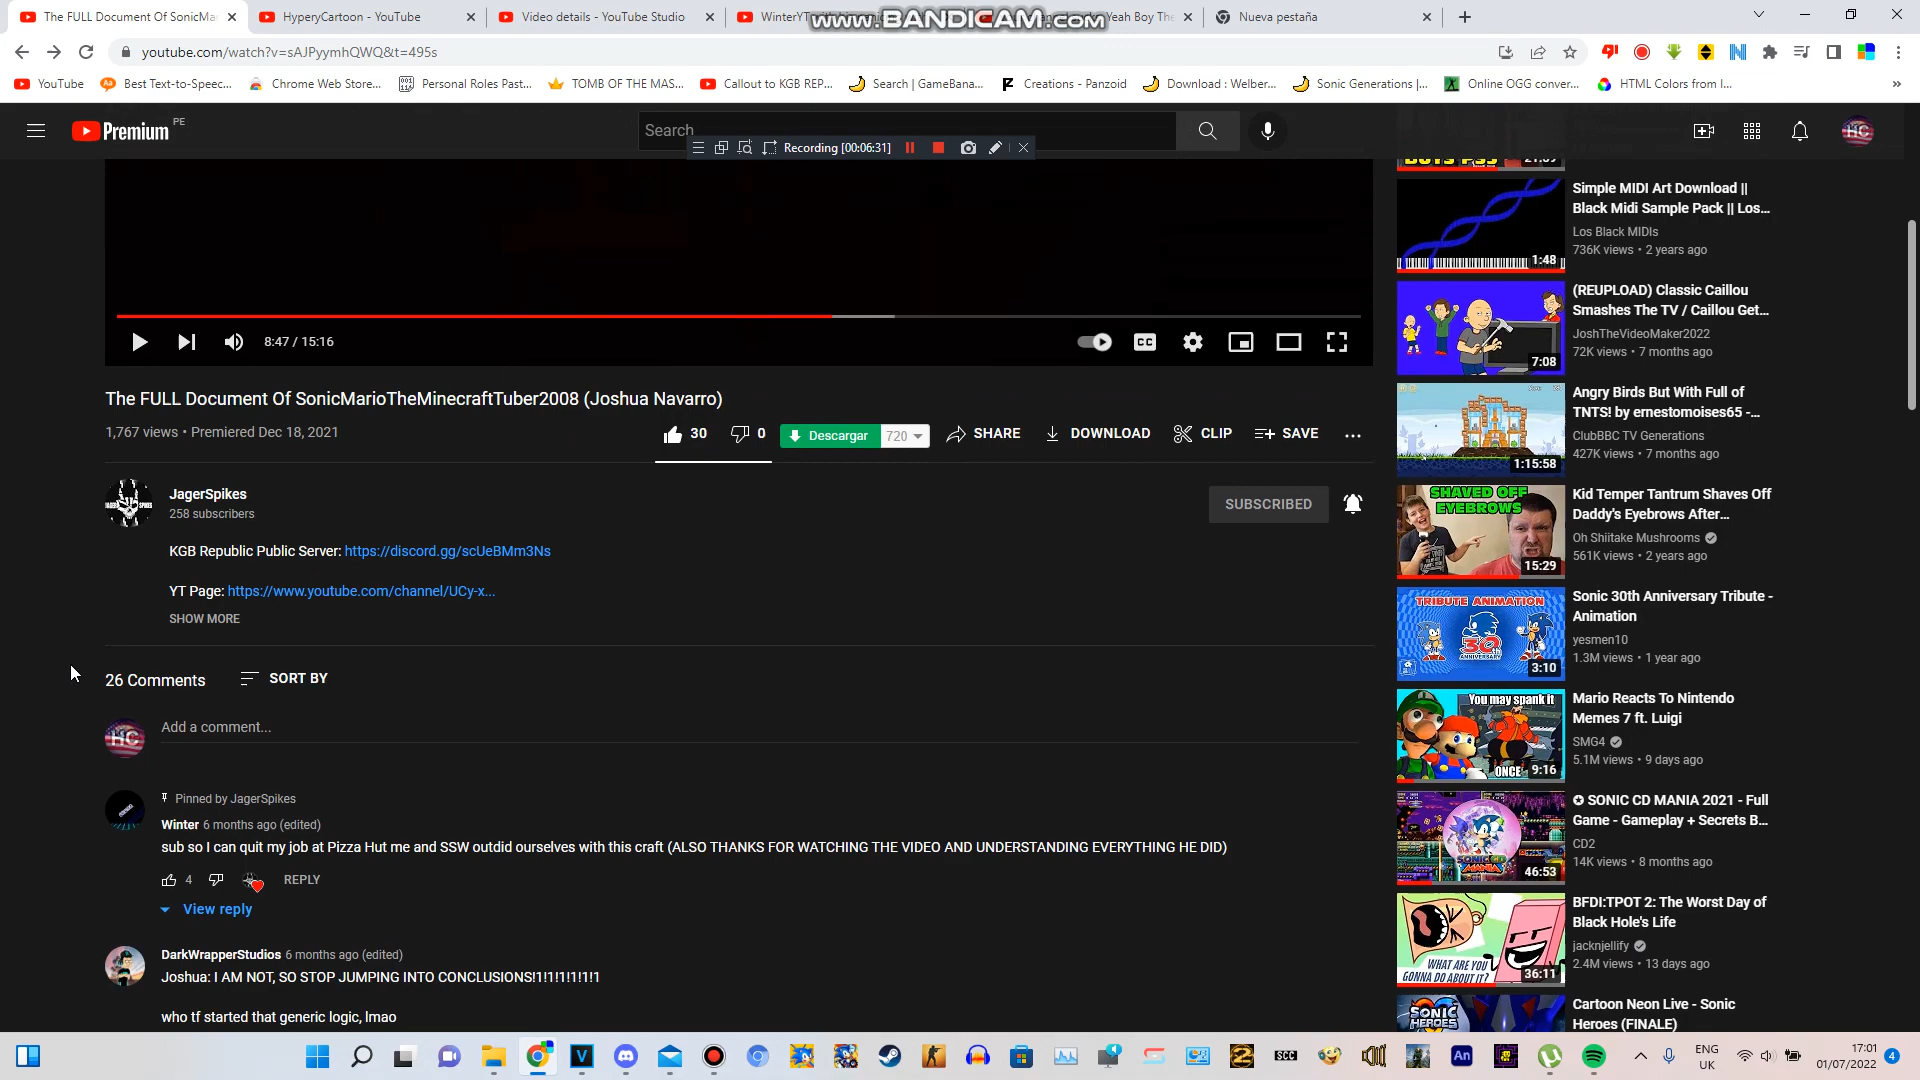 The FULL Document Of SonicMar
HyperyCartoon - YouTube
Video details - YouTube Studio
WinterYT
Yeah Boy The
Nueva pestaña
www.BANDICAM.com
youtube.com/watch?v=sAJPyymhQWQ&t=495s
YouTube
Best Text-to-Speec...
Chrome Web Store...
Personal Roles Past...
TOMB OF THE MAS...
Callout to KGB REP...
Search | GameBana...
Creations - Panzoid
Download : Welber...
Sonic Generations |...
Online OGG conver...
HTML Colors from I...
Premium PE
Search
Recording [00:06:31]
HC
21:09
Simple MIDI Art Download ||
Black Midi Sample Pack || Los...
Los Black MIDIs
736K views • 2 years ago
1:48
(REUPLOAD) Classic Caillou
Smashes The TV / Caillou Get...
JoshTheVideoMaker2022
72K views • 7 months ago
7:08
8:47 / 15:16
CC
The FULL Document Of SonicMarioTheMinecraftTuber2008 (Joshua Navarro)
1,767 views • Premiered Dec 18, 2021
30
0
Descargar
720
SHARE
DOWNLOAD
CLIP
SAVE
Angry Birds But With Full of
TNTS! by ernestomoises65 -...
ClubBBC TV Generations
427K views • 7 months ago
1:15:58
JagerSpikes
258 subscribers
SUBSCRIBED
KGB Republic Public Server: https://discord.gg/scUeBMm3Ns
YT Page: https://www.youtube.com/channel/UCy-x...
SHOW MORE
SHAVED OFF
EYEBROWS
15:29
Kid Temper Tantrum Shaves Off
Daddy's Eyebrows After...
Oh Shiitake Mushrooms
561K views • 2 years ago
TRIBUTE ANIMATION
30
ANNIVERSARY
3:10
Sonic 30th Anniversary Tribute -
Animation
yesmen10
1.3M views • 1 year ago
26 Comments
SORT BY
HC
Add a comment...
You may spank it
ONCE
9:16
Mario Reacts To Nintendo
Memes 7 ft. Luigi
SMG4
5.1M views • 9 days ago
Pinned by JagerSpikes
Winter 6 months ago (edited)
sub so I can quit my job at Pizza Hut me and SSW outdid ourselves with this craft (ALSO THANKS FOR WATCHING THE VIDEO AND UNDERSTANDING EVERYTHING HE DID)
4
REPLY
View reply
SONIC CD
MANIA
46:53
✪ SONIC CD MANIA 2021 - Full
Game - Gameplay + Secrets B...
CD2
14K views • 8 months ago
DarkWrapperStudios 6 months ago (edited)
Joshua: I AM NOT, SO STOP JUMPING INTO CONCLUSIONS!1!1!1!1!1!1
who tf started that generic logic, lmao
WHAT ARE YOU
GONNA DO ABOUT IT?
36:11
BFDI:TPOT 2: The Worst Day of
Black Hole's Life
jacknjellify
2.4M views • 13 days ago
SONIC
HEROES
Cartoon Neon Live - Sonic
Heroes (FINALE)
V
SCC
An
ENG
UK
17:01
01/07/2022
4